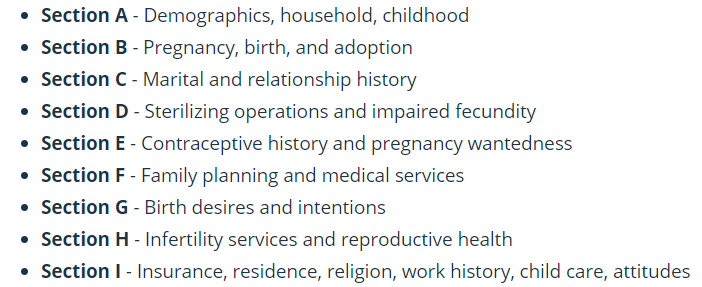 • Section A - Demographics, household, childhood
• Section B - Pregnancy, birth, and adoption
• Section C - Marital and relationship history
• Section D - Sterilizing operations and impaired fecundity
• Section E - Contraceptive history and pregnancy wantedness
• Section F - Family planning and medical services
• Section G - Birth desires and intentions
• Section H - Infertility services and reproductive health
• Section I - Insurance, residence, religion, work history, child care, attitudes